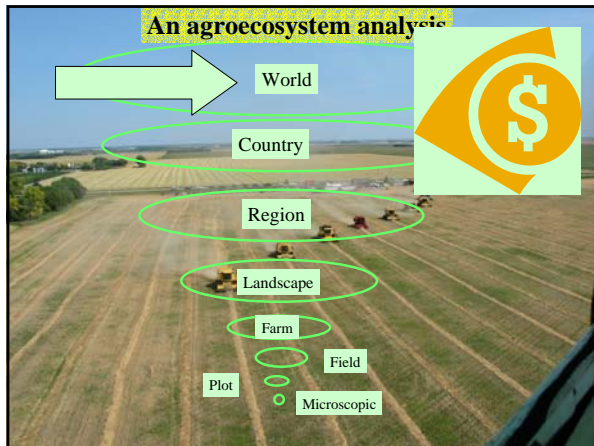 An agroecosystem analysis
World
$
Country
Region
Landscape
Farm
Field
Plot
Microscopic